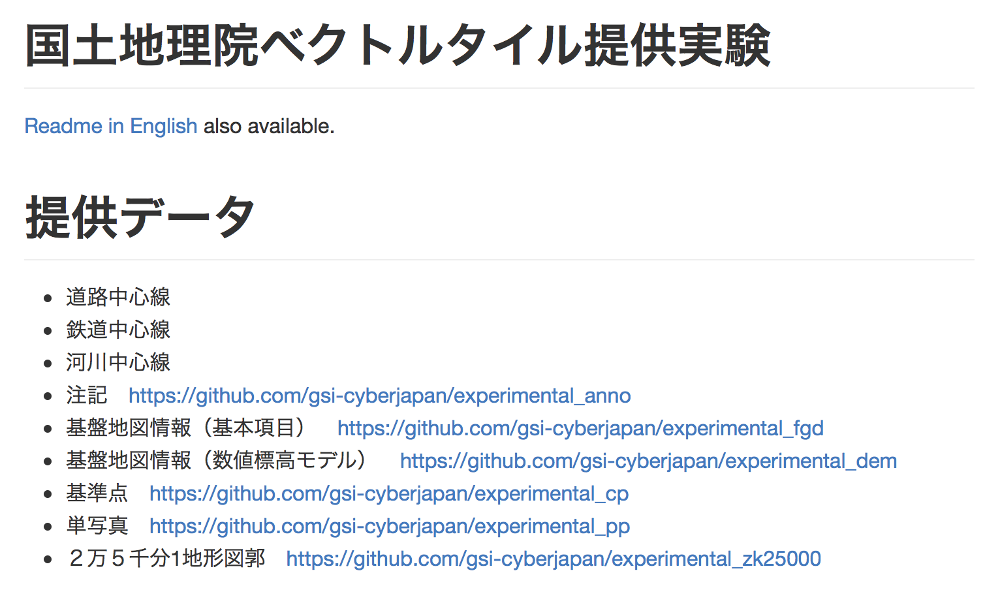 国土地理院ベクトルタイル提供実験
Readme in English also available.
提供データ
• 道路中心線
• 鉄道中心線
• 河川中心線
• 注記　https://github.com/gsi-cyberjapan/experimental_anno
• 基盤地図情報（基本項目）　https://github.com/gsi-cyberjapan/experimental_fgd
• 基盤地図情報（数値標高モデル）　https://github.com/gsi-cyberjapan/experimental_dem
• 基準点　https://github.com/gsi-cyberjapan/experimental_cp
• 単写真　https://github.com/gsi-cyberjapan/experimental_pp
• ２万５千分1地形図郭　https://github.com/gsi-cyberjapan/experimental_zk25000